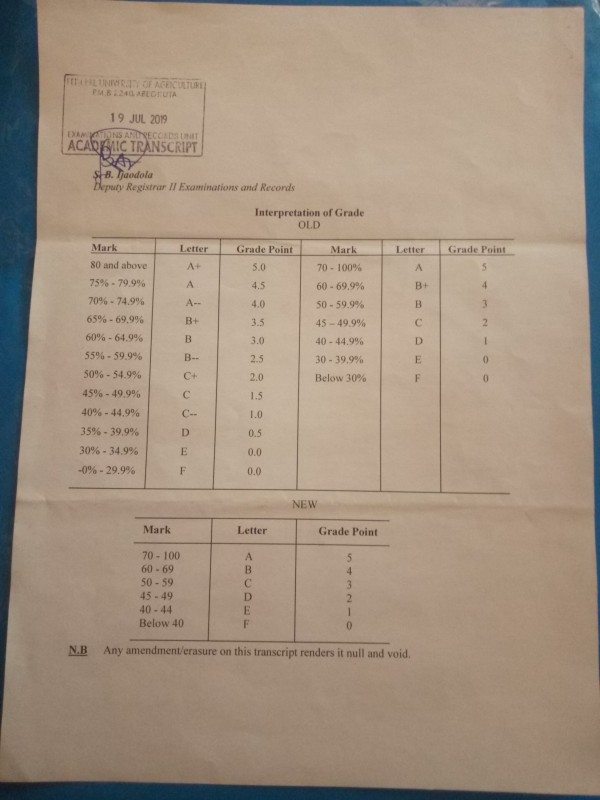 FEDERAL UNIVERSITY OF AGRICULTURE
P.M.B 2240, ABEOKUTA
19 JUL 2019
EXAMINATIONS AND RECORDS UNIT
ACADEMIC TRANSCRIPT
S. B. Ijaodola
Deputy Registrar II Examinations and Records
Interpretation of Grade
OLD
Mark Letter Grade Point Mark Letter Grade Point
80 and above A+ 5.0 70 - 100% A 5
75% - 79.9% A 4.5 60 - 69.9% B+ 4
70% - 74.9% A-- 4.0 50 - 59.9% B 3
65% - 69.9% B+ 3.5 45 – 49.9% C 2
60% - 64.9% B 3.0 40 - 44.9% D 1
55% - 59.9% B-- 2.5 30 - 39.9% E 0
50% - 54.9% C+ 2.0 Below 30% F 0
45% - 49.9% C 1.5
40% - 44.9% C-- 1.0
35% - 39.9% D 0.5
30% - 34.9% E 0.0
-0% - 29.9% F 0.0
NEW
Mark Letter Grade Point
70 - 100 A 5
60 - 69 B 4
50 - 59 C 3
45 - 49 D 2
40 - 44 E 1
Below 40 F 0
N.B Any amendment/erasure on this transcript renders it null and void.